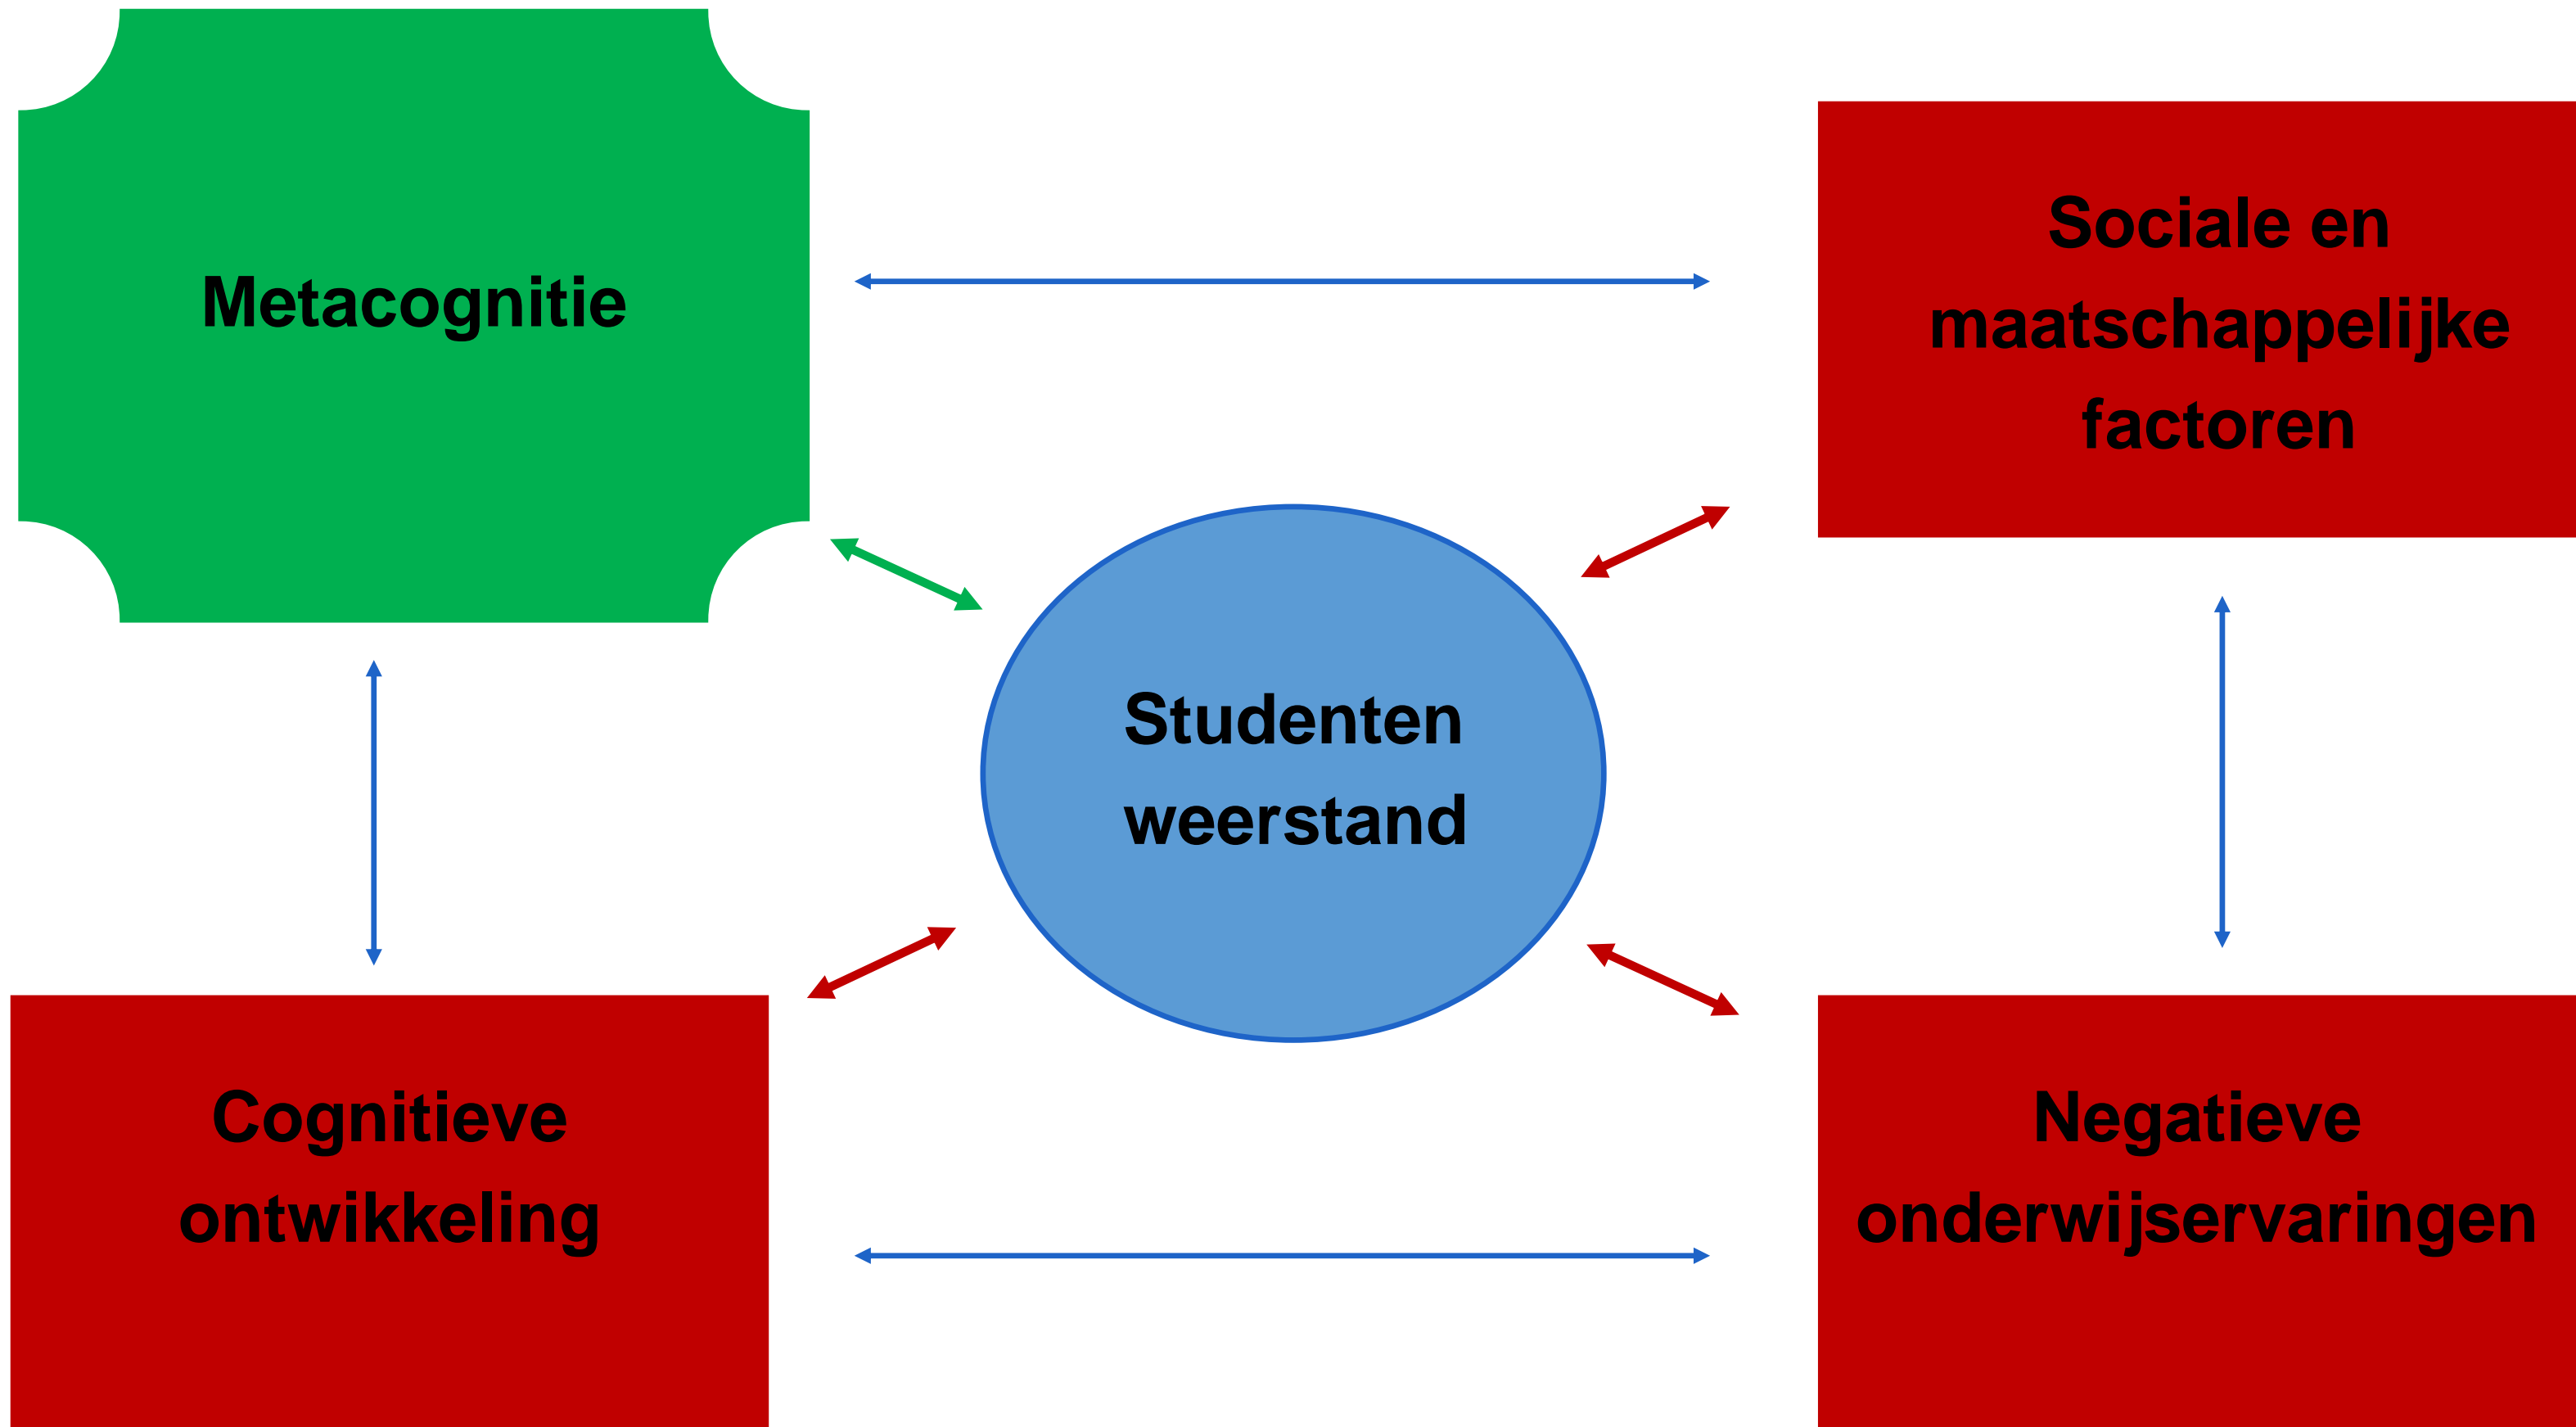 Metacognitie
Sociale en
maatschappelijke
factoren
Studenten
weerstand
Cognitieve
ontwikkeling
Negatieve
onderwijservaringen